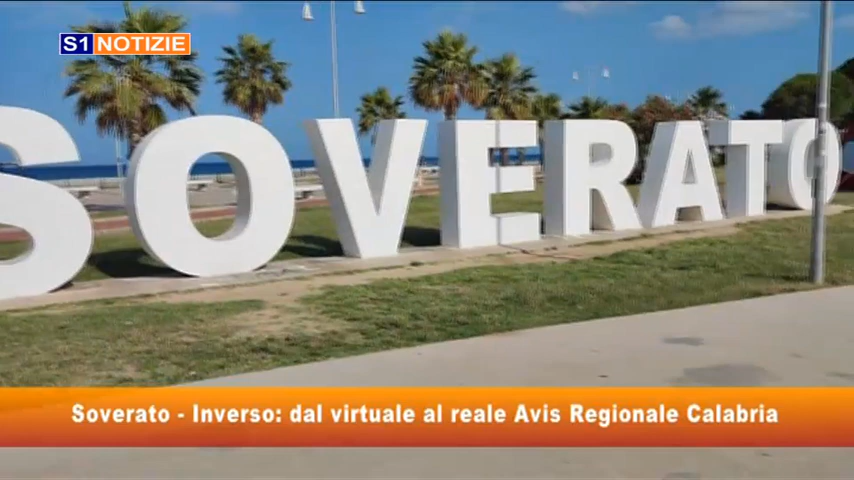 S1 NOTIZIE
SOVERATO
Soverato - Inverso: dal virtuale al reale Avis Regionale Calabria